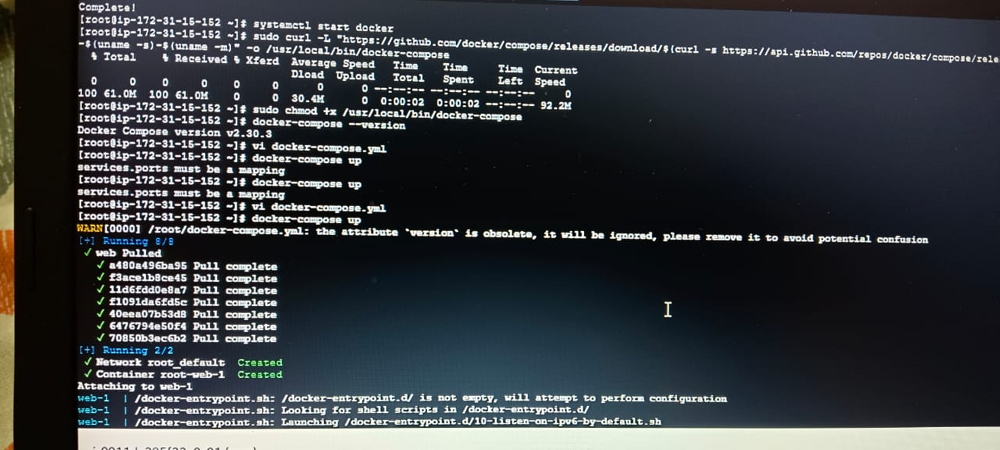 Complete!
[root@ip-172-31-15-152 ~]# systemctl start docker
[root@ip-172-31-15-152 ~]# sudo curl -L "https://github.com/docker/compose/releases/download/$(curl -s https://api.github.com/repos/docker/compose/rele
-$(uname -s)-$(uname -m)" -o /usr/local/bin/docker-compose
% Total % Received % Xferd Average Speed Time Time Time Current
Dload Upload Total Spent Left Speed
0 0 0 0 0 0 0 0 --:--:-- --:--:-- --:--:-- 0
100 61.0M 100 61.0M 0 0 30.4M 0 0:00:02 0:00:02 --:--:-- 92.2M
[root@ip-172-31-15-152 ~]# sudo chmod +x /usr/local/bin/docker-compose
[root@ip-172-31-15-152 ~]# docker-compose --version
Docker Compose version v2.30.3
[root@ip-172-31-15-152 ~]# vi docker-compose.yml
[root@ip-172-31-15-152 ~]# docker-compose up
services.ports must be a mapping
[root@ip-172-31-15-152 ~]# docker-compose up
services.ports must be a mapping
[root@ip-172-31-15-152 ~]# vi docker-compose.yml
[root@ip-172-31-15-152 ~]# docker-compose up
WARN[0000] /root/docker-compose.yml: the attribute `version` is obsolete, it will be ignored, please remove it to avoid potential confusion
[+] Running 8/8
✓ web Pulled
✓ a480a496ba95 Pull complete
✓ f3ace1b8ce45 Pull complete
✓ 11d6fdd0e8a7 Pull complete
✓ f1091da6fd5c Pull complete
✓ 40eea07b53d8 Pull complete
✓ 6476794e50f4 Pull complete
✓ 70850b3ec6b2 Pull complete
[+] Running 2/2
✓ Network root_default Created
✓ Container root-web-1 Created
Attaching to web-1
web-1 | /docker-entrypoint.sh: /docker-entrypoint.d/ is not empty, will attempt to perform configuration
web-1 | /docker-entrypoint.sh: Looking for shell scripts in /docker-entrypoint.d/
web-1 | /docker-entrypoint.sh: Launching /docker-entrypoint.d/10-listen-on-ipv6-by-default.sh